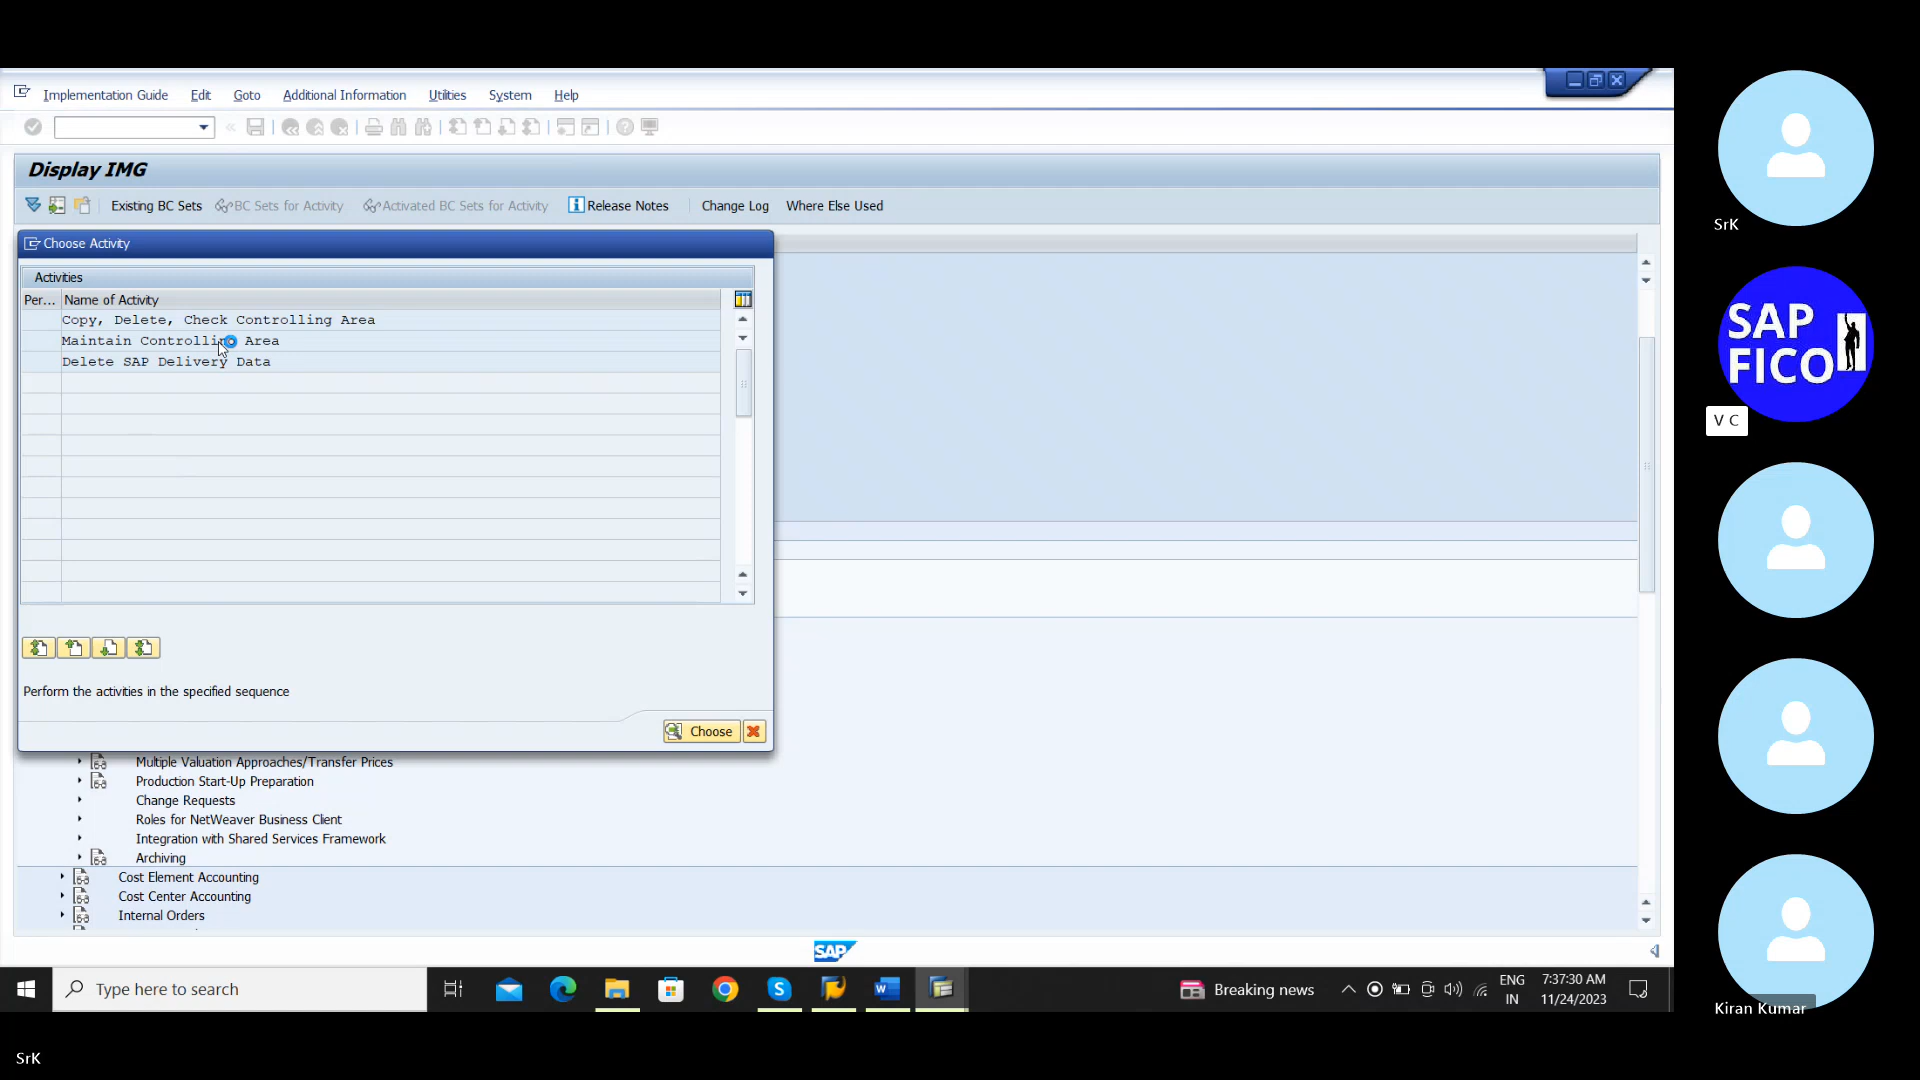 Implementation Guide Edit Goto Additional Information Utilities System Help
Display IMG
Existing BC Sets BC Sets for Activity Activated BC Sets for Activity Release Notes Change Log Where Else Used
Choose Activity
Activities
Per... Name of Activity
Copy, Delete, Check Controlling Area
Maintain Controlling Area
Delete SAP Delivery Data
Perform the activities in the specified sequence
Choose
Multiple Valuation Approaches/Transfer Prices
Production Start-Up Preparation
Change Requests
Roles for NetWeaver Business Client
Integration with Shared Services Framework
Archiving
Cost Element Accounting
Cost Center Accounting
Internal Orders
SAP
Type here to search
Breaking news
ENG
IN
7:37:30 AM
11/24/2023
SrK
SAP
FICO
V C
Kiran Kumar
SrK